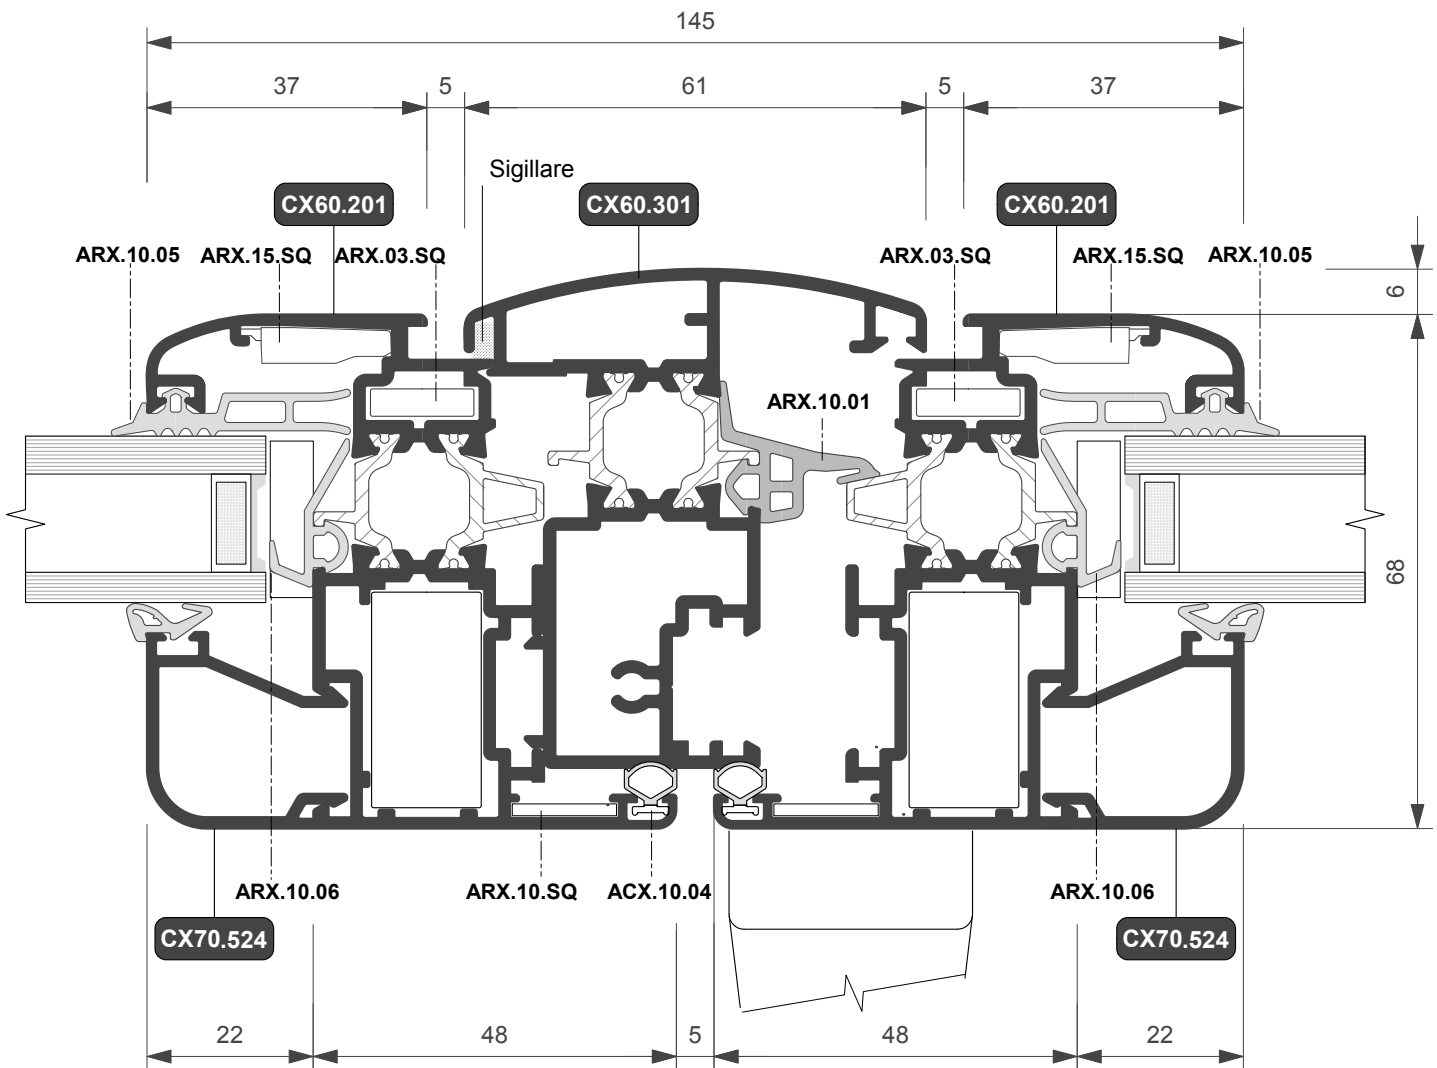 145
37 5 61 5 37
Sigillare
CX60.201 CX60.301 CX60.201
ARX.10.05 ARX.15.SQ ARX.03.SQ ARX.03.SQ ARX.15.SQ ARX.10.05
6
ARX.10.01
68
ARX.10.06 ARX.10.SQ ACX.10.04 ARX.10.06
CX70.524 CX70.524
22 48 5 48 22